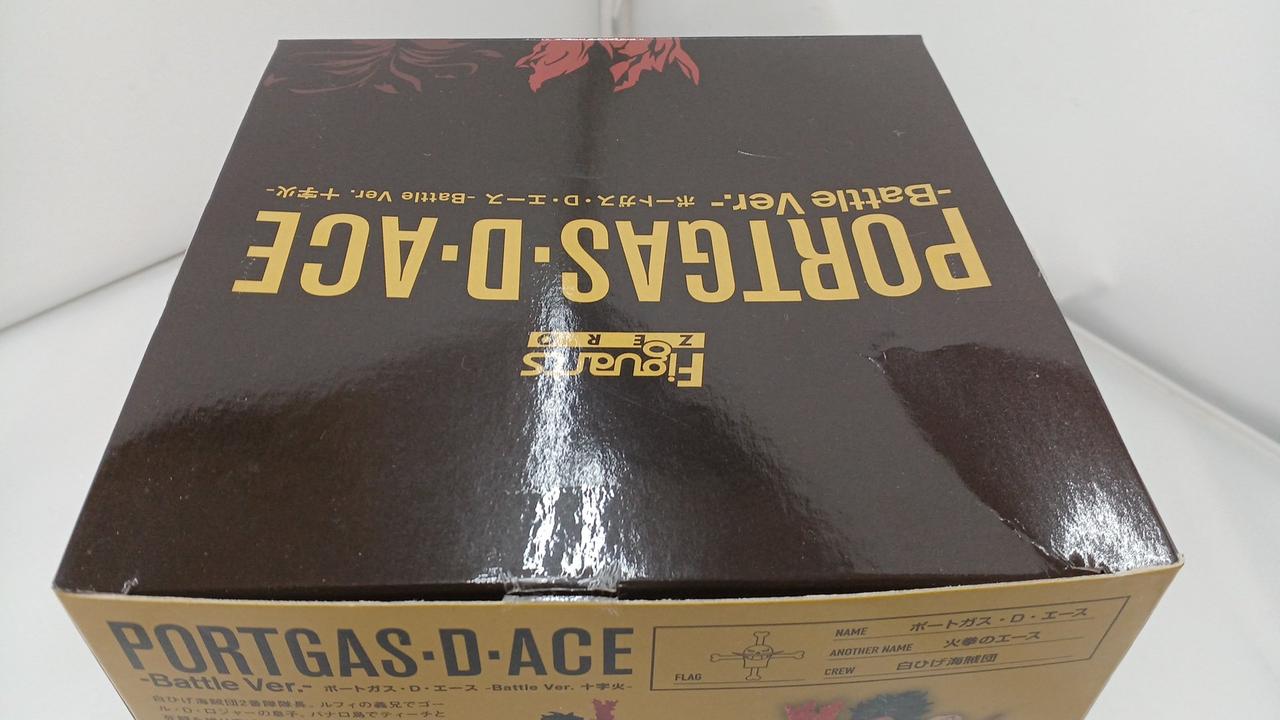 Figuarts
ZERO
PORTGAS・D・ACE
-Battle Ver.- ポートガス・D・エース -Battle Ver. 十字火-
PORTGAS・D・ACE
-Battle Ver.- ポートガス・D・エース -Battle Ver. 十字火-
白ひげ海賊団2番隊隊長。ルフィの義兄でゴー
ル・D・ロジャーの息子。バナロ島でティーチと
FLAG
NAME ポートガス・D・エース
ANOTHER NAME 火拳のエース
CREW 白ひげ海賊団